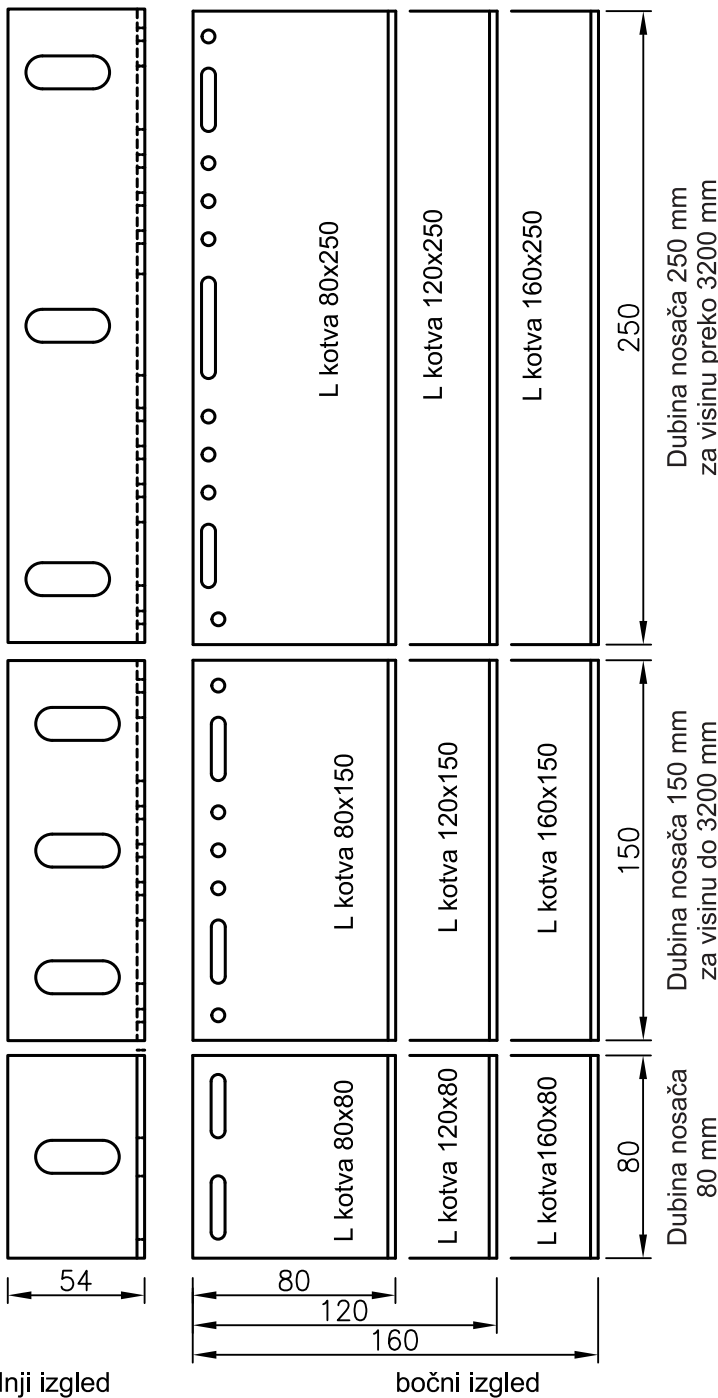 L kotva 80x250
L kotva 120x250
L kotva 160x250
250
Dubina nosača 250 mm
za visinu preko 3200 mm
L kotva 80x150
L kotva 120x150
L kotva 160x150
150
Dubina nosača 150 mm
za visinu do 3200 mm
L kotva 80x80
L kotva 120x80
L kotva160x80
80
Dubina nosača
80 mm
54
80
120
160
izgled
bočni izgled